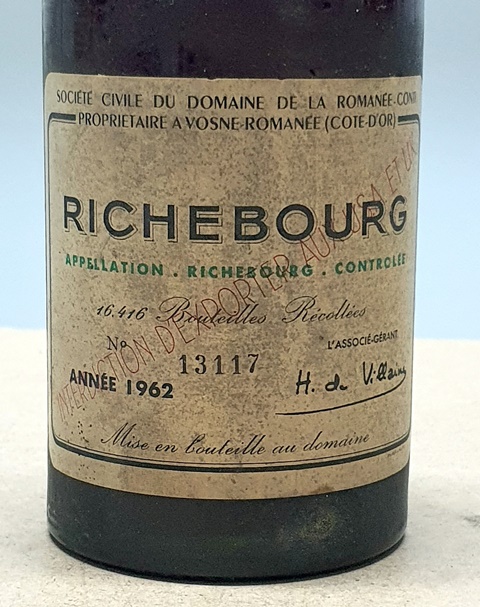 SOCIÉTÉ CIVILE DU DOMAINE DE LA ROMANÉE-CONTI
PROPRIETAIRE A VOSNE-ROMANÉE (COTE-D'OR)
RICHEBOURG
APPELLATION . RICHEBOURG . CONTROLÉE
16.416 Bouteilles Récoltées
No 13117
L'ASSOCIÉ-GÉRANT
ANNÉE 1962
H. de Villaine
Mise en bouteille au domaine
INTERDICTION D'EXPORTER AUX USA ET UK